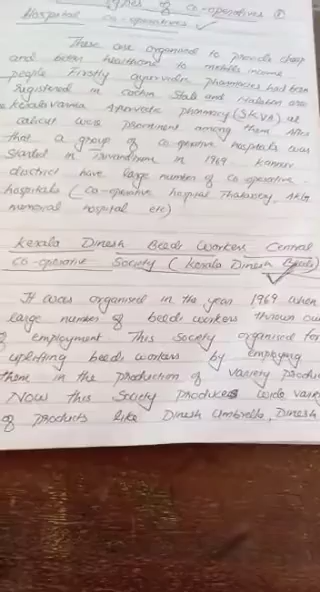 Types of co-operatives
Hospital co-operatives
These are organised to provide cheap
and better healthcare to middle income
people Firstly ayurvedic pharmacies had been
Registered in Cochin State and Malabar area
Kerala Varma Ayurvedic pharmacy (SKVA) at
calicut was prominent among them After
that a group of co operative hospitals was
started in Trivandrum in 1969 Kannur
district have large number of co operative
hospitals (co-operative hospital Thalassery, AKG
memorial hospital etc)
Kerala Dinesh Beedi Workers Central
co-operative Society (Kerala Dinesh Beedi)
It was organised in the year 1969 when
large number of beedi workers thrown out
of employment This Society organised for
uplifting beedi workers by employing
them in the production of variety produ
Now this Society produces wide vari
of products like Dinesh Umbrella, Dinesh